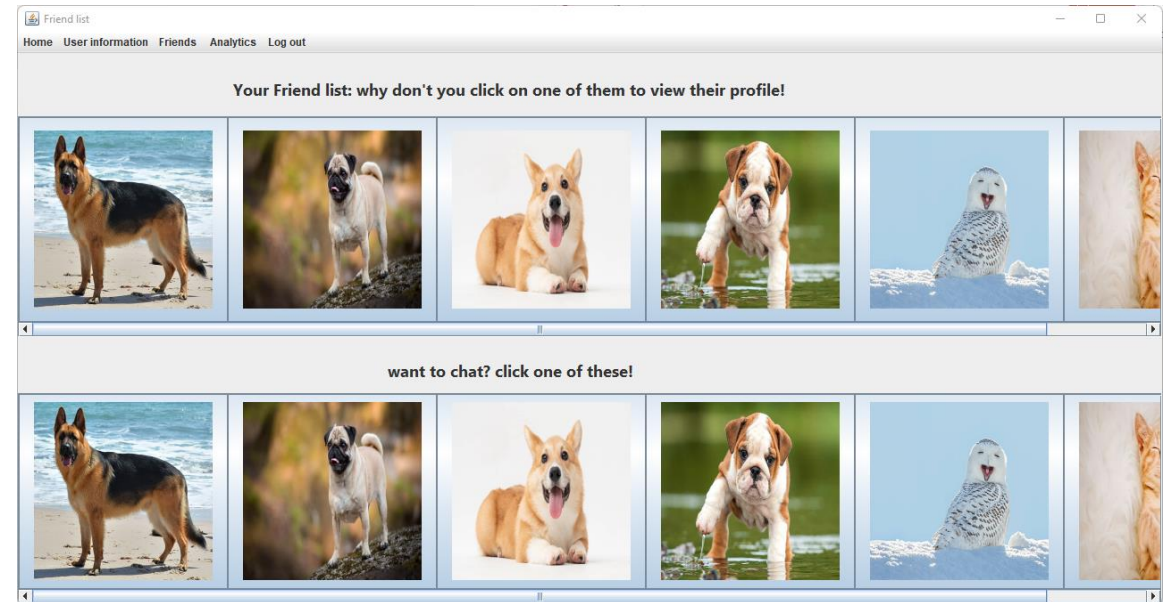 Friend list
Home User information Friends Analytics Log out
Your Friend list: why don't you click on one of them to view their profile!
want to chat? click one of these!